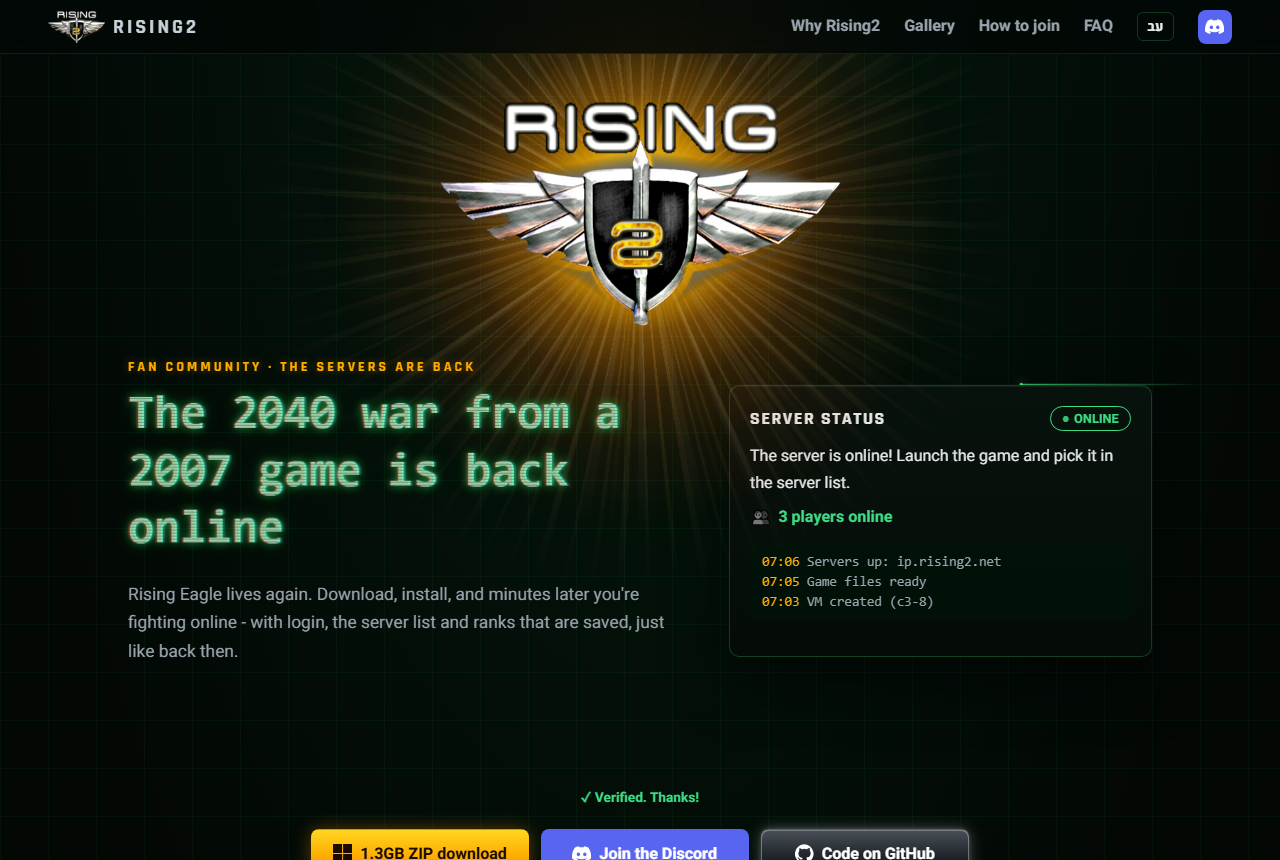 RISING
2
RISING2
Why Rising2
Gallery
How to join
FAQ
עב
RISING
2
FAN COMMUNITY · THE SERVERS ARE BACK
The 2040 war from a
2007 game is back
online
Rising Eagle lives again. Download, install, and minutes later you're
fighting online - with login, the server list and ranks that are saved, just
like back then.
SERVER STATUS
● ONLINE
The server is online! Launch the game and pick it in
the server list.
3 players online
07:06 Servers up: ip.rising2.net
07:05 Game files ready
07:03 VM created (c3-8)
✓ Verified. Thanks!
1.3GB ZIP download
Join the Discord
Code on GitHub